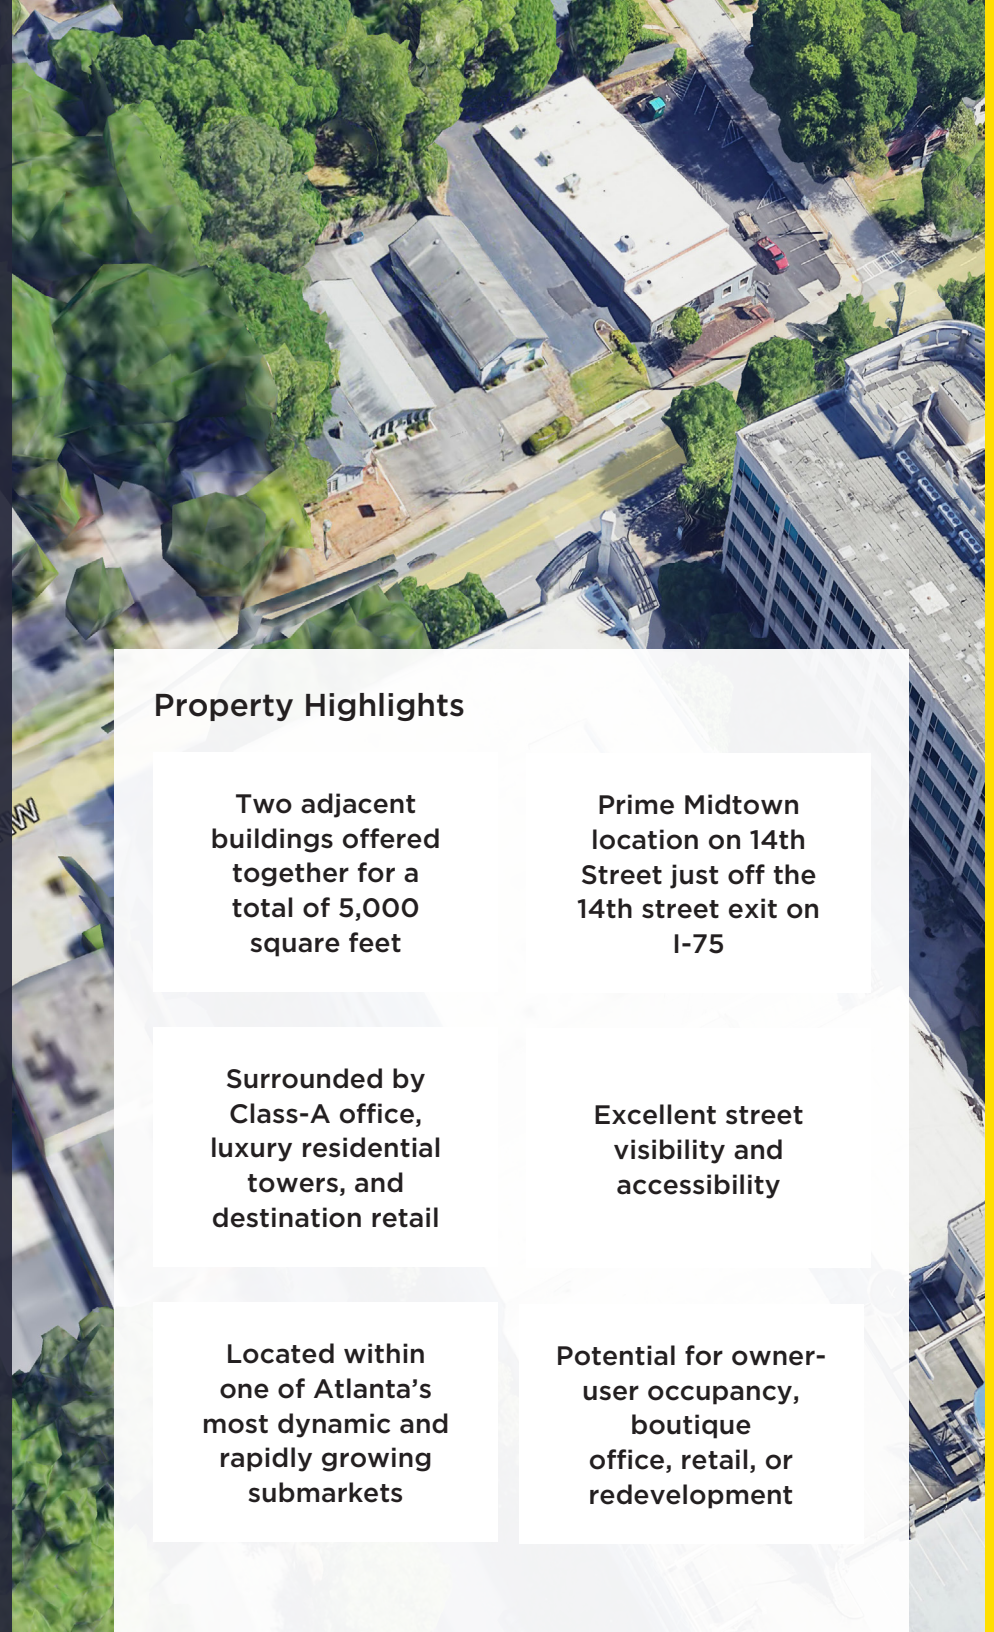 Property Highlights
Two adjacent
buildings offered
together for a
total of 5,000
square feet
Prime Midtown
location on 14th
Street just off the
14th street exit on
I-75
Surrounded by
Class-A office,
luxury residential
towers, and
destination retail
Excellent street
visibility and
accessibility
Located within
one of Atlanta’s
most dynamic and
rapidly growing
submarkets
Potential for owner-
user occupancy,
boutique
office, retail, or
redevelopment
NW